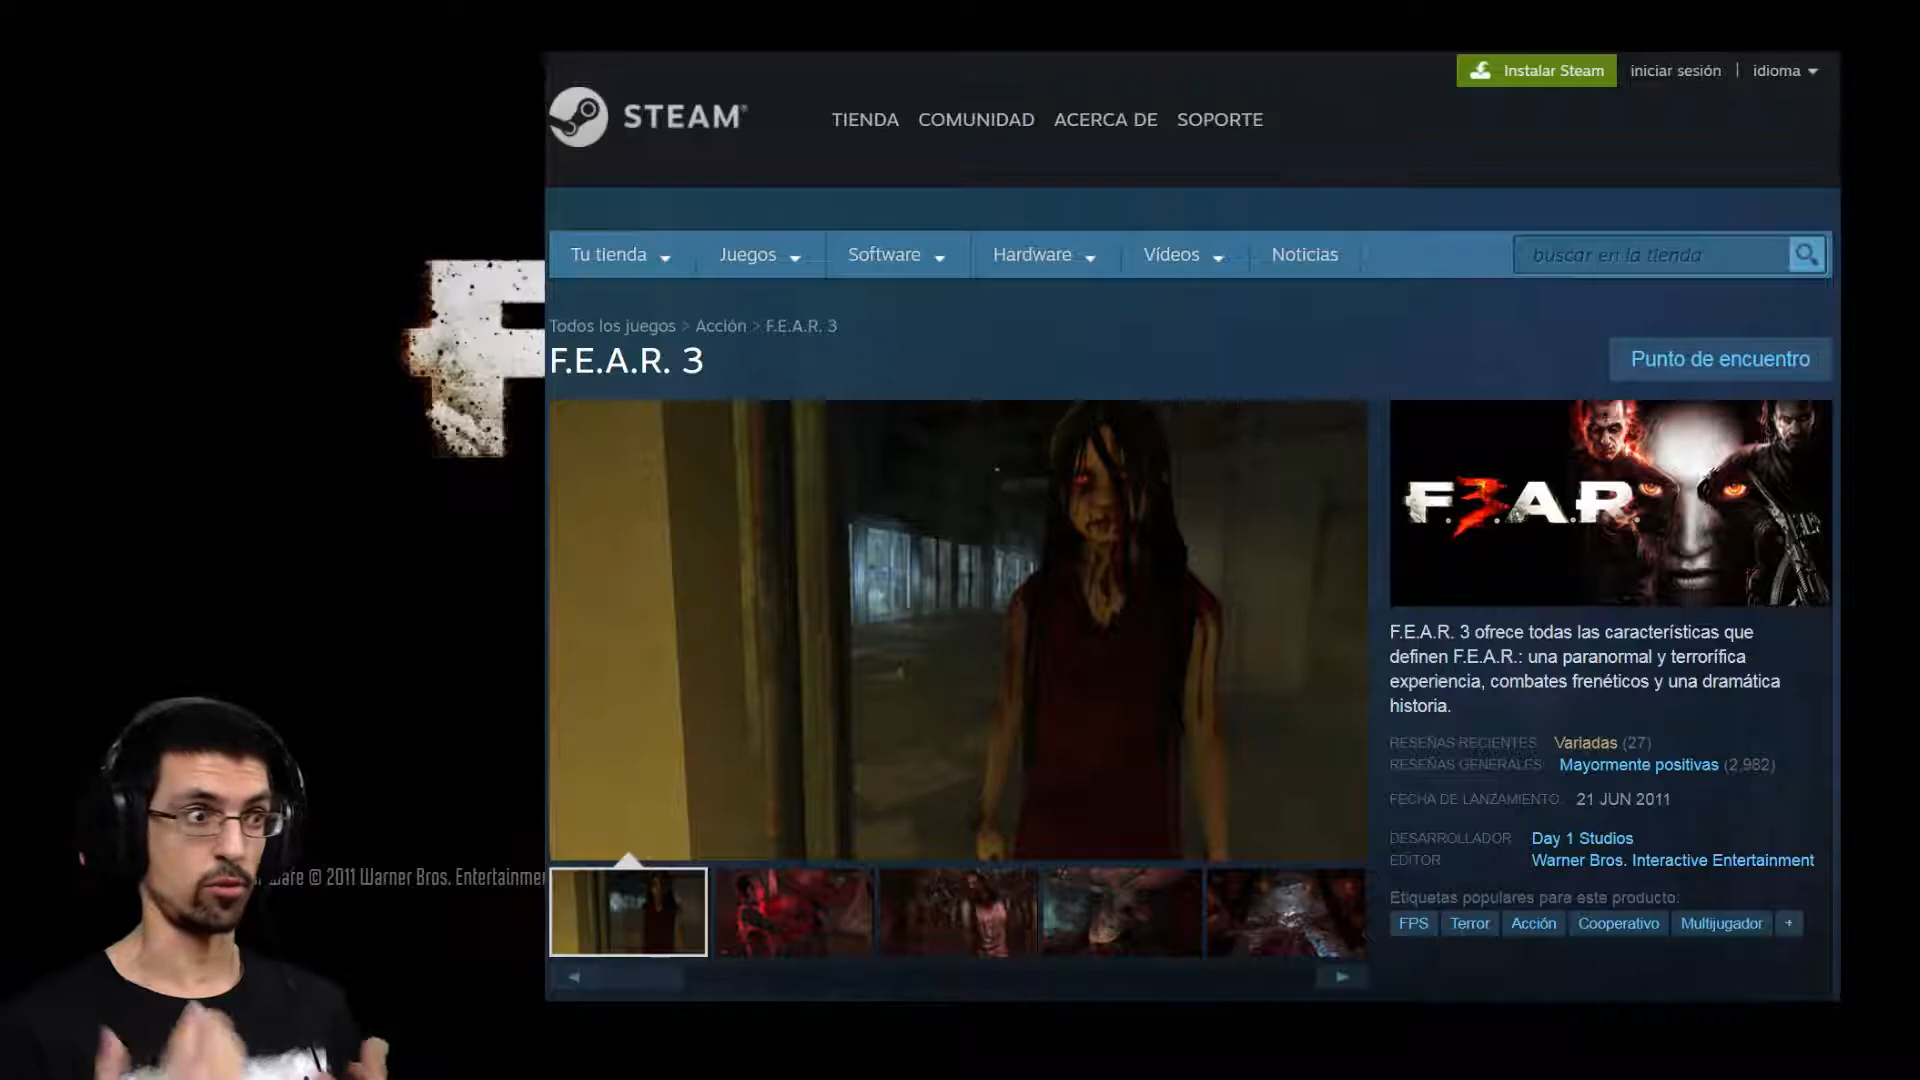 Instalar Steam iniciar sesión | idioma
STEAM®
TIENDA COMUNIDAD ACERCA DE SOPORTE
Tu tienda Juegos Software Hardware Vídeos Noticias buscar en la tienda
Todos los juegos > Acción > F.E.A.R. 3
F.E.A.R. 3
Punto de encuentro
F
F.3.A.R.
F.E.A.R. 3 ofrece todas las características que
definen F.E.A.R.: una paranormal y terrorífica
experiencia, combates frenéticos y una dramática
historia.
RESEÑAS RECIENTES Variadas (27)
RESEÑAS GENERALES Mayormente positivas (2,982)
FECHA DE LANZAMIENTO: 21 JUN 2011
DESARROLLADOR Day 1 Studios
EDITOR Warner Bros. Interactive Entertainment
© 2011 Warner Bros.
Etiquetas populares para este producto:
FPS Terror Acción Cooperativo Multijugador +